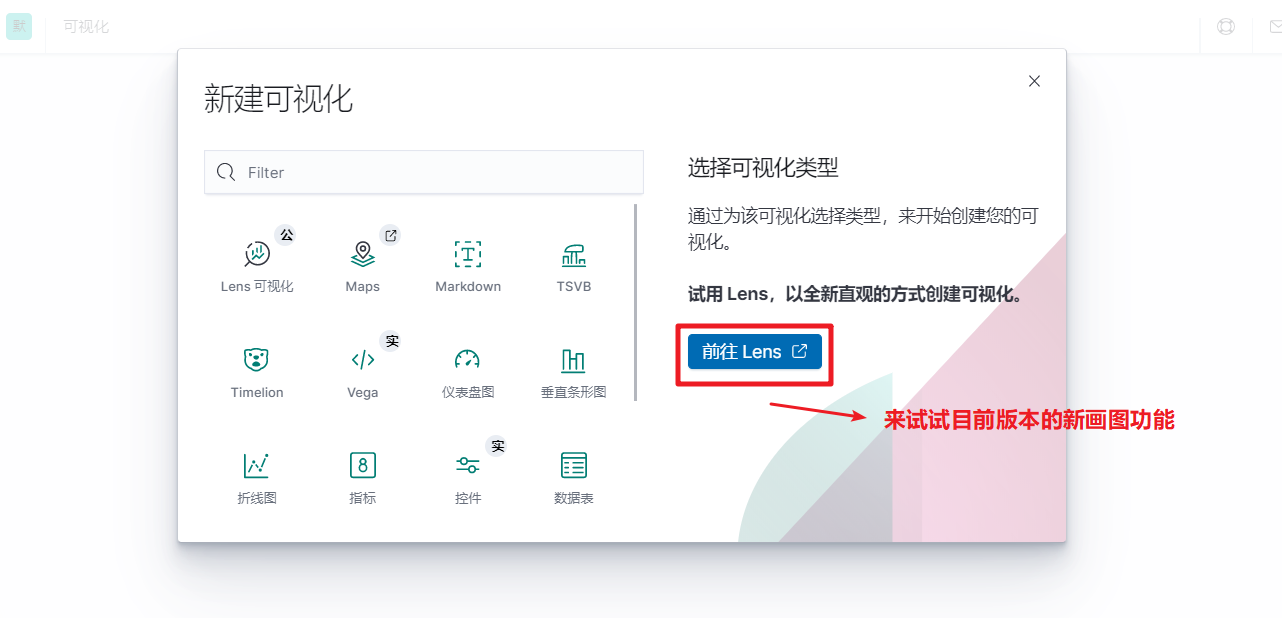 默 可视化
新建可视化
Filter
公
Lens 可视化
Maps
Markdown
TSVB
实
Timelion
Vega
仪表盘图
垂直条形图
实
折线图
8
指标
控件
数据表
选择可视化类型
通过为该可视化选择类型，来开始创建您的可
视化。
试用 Lens，以全新直观的方式创建可视化。
前往 Lens
来试试目前版本的新画图功能